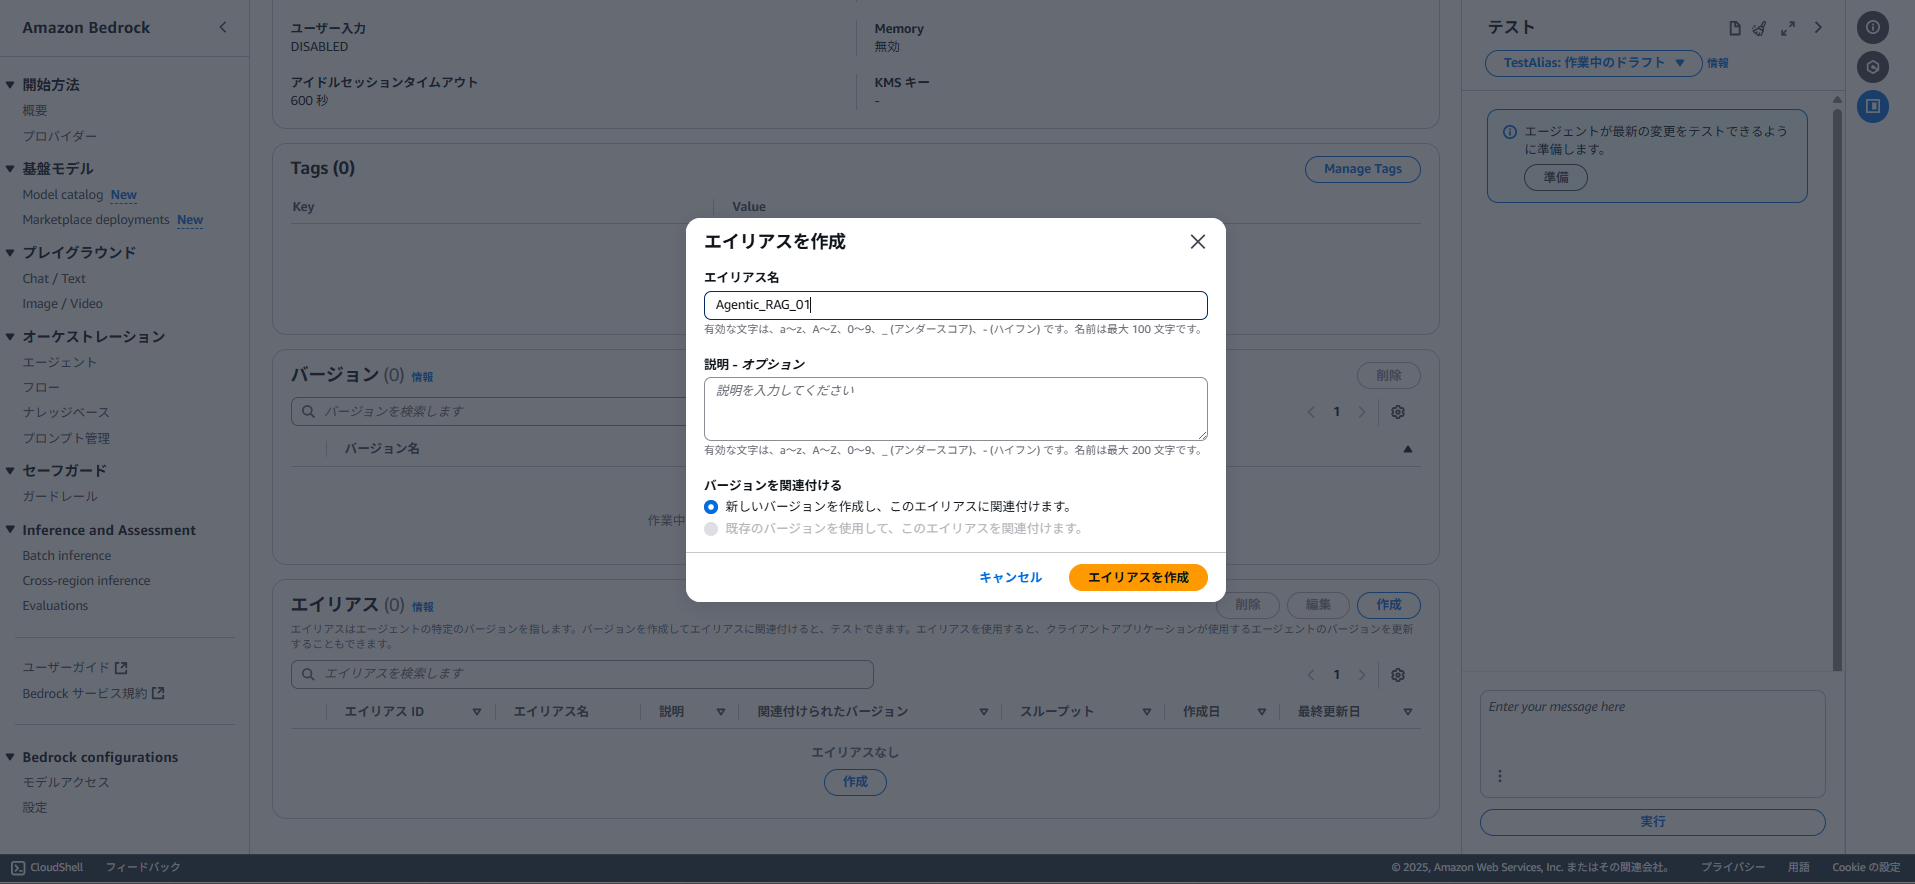 Amazon Bedrock
開始方法
概要
プロバイダー
基盤モデル
Model catalog New
Marketplace deployments New
プレイグラウンド
Chat / Text
Image / Video
オーケストレーション
エージェント
フロー
ナレッジベース
プロンプト管理
セーフガード
ガードレール
Inference and Assessment
Batch inference
Cross-region inference
Evaluations
ユーザーガイド
Bedrock サービス規約
Bedrock configurations
モデルアクセス
設定
ユーザー入力
DISABLED
Memory
無効
アイドルセッションタイムアウト
600 秒
KMS キー
-
Tags (0)
Manage Tags
Key
Value
バージョン (0) 情報
削除
バージョンを検索します
1
バージョン名
作業中
エイリアスを作成
エイリアス名
Agentic_RAG_01
有効な文字は、a～z、A～Z、0～9、_ (アンダースコア)、- (ハイフン) です。名前は最大 100 文字です。
説明 - オプション
説明を入力してください
有効な文字は、a～z、A～Z、0～9、_ (アンダースコア)、- (ハイフン) です。名前は最大 200 文字です。
バージョンを関連付ける
新しいバージョンを作成し、このエイリアスに関連付けます。
既存のバージョンを使用して、このエイリアスを関連付けます。
キャンセル
エイリアスを作成
エイリアス (0) 情報
削除
編集
作成
エイリアスはエージェントの特定のバージョンを指します。バージョンを作成してエイリアスに関連付けると、テストできます。エイリアスを使用すると、クライアントアプリケーションが使用するエージェントのバージョンを更新
することもできます。
エイリアスを検索します
1
エイリアス ID
エイリアス名
説明
関連付けられたバージョン
スループット
作成日
最終更新日
エイリアスなし
作成
テスト
TestAlias: 作業中のドラフト
情報
エージェントが最新の変更をテストできるよう
に準備します。
準備
Enter your message here
実行
CloudShell
フィードバック
© 2025, Amazon Web Services, Inc. またはその関連会社。
プライバシー
用語
Cookie の設定